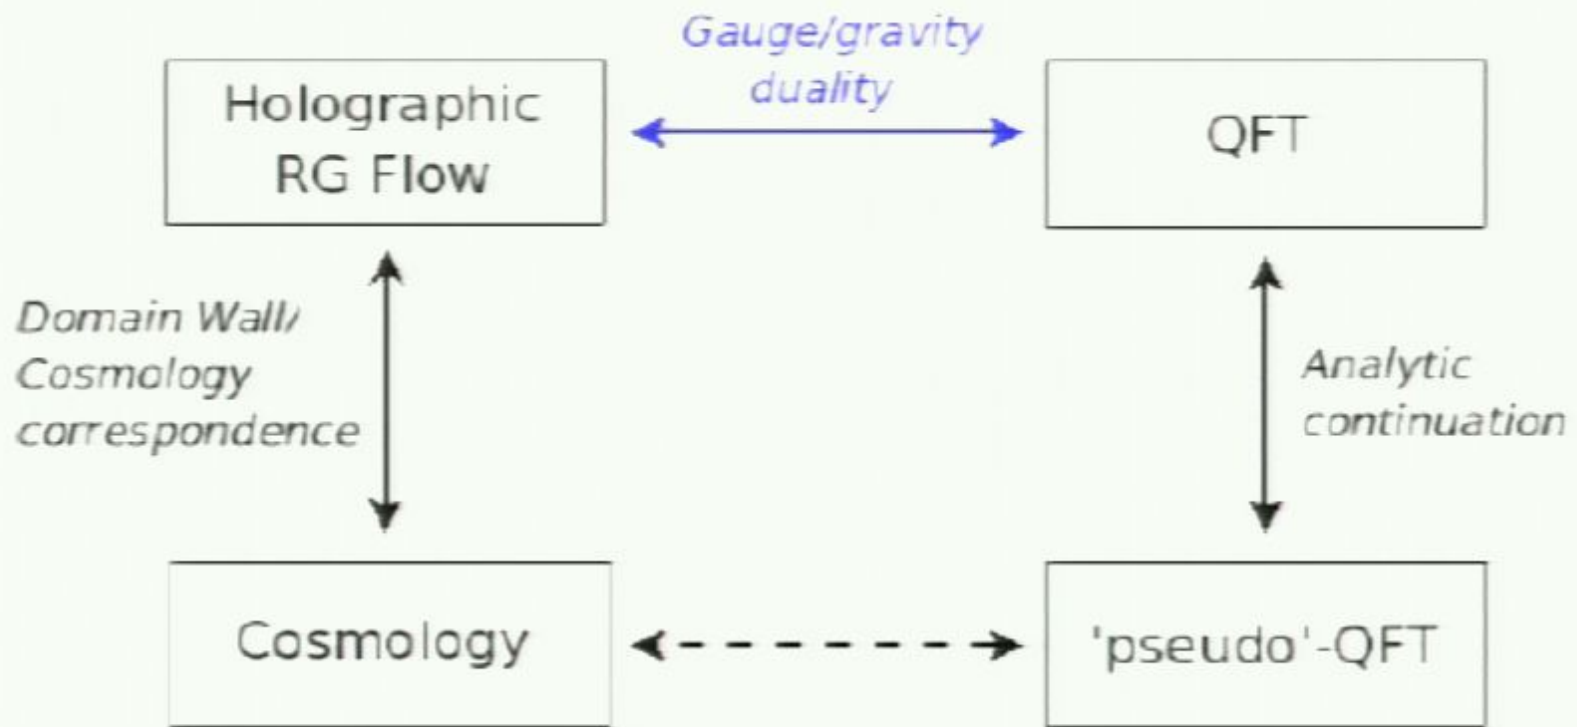 Gauge/gravity
duality
Holographic
RG Flow
QFT
Domain Wall/
Cosmology
correspondence
Analytic
continuation
Cosmology
'pseudo'-QFT